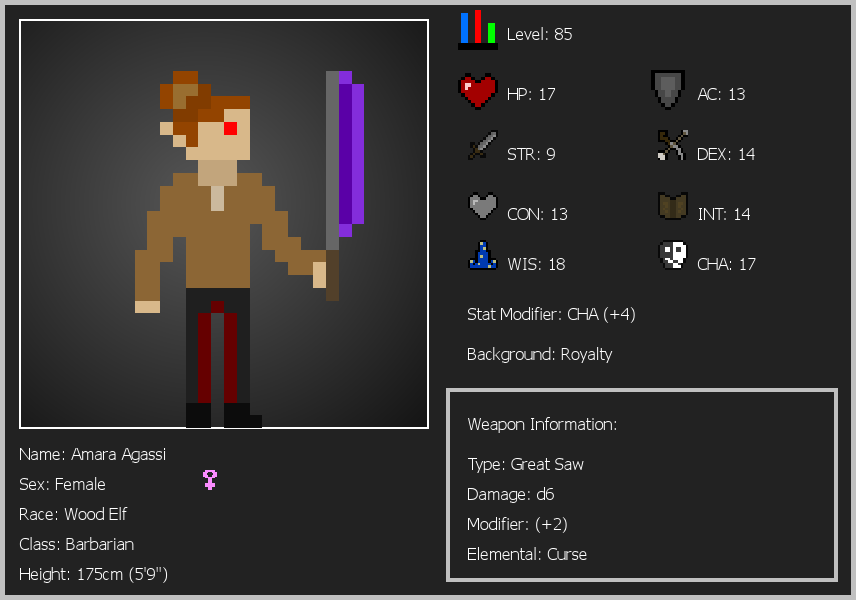 Level: 85
HP: 17
AC: 13
STR: 9
DEX: 14
CON: 13
INT: 14
WIS: 18
CHA: 17
Stat Modifier: CHA (+4)
Background: Royalty
Weapon Information:
Type: Great Saw
Damage: d6
Modifier: (+2)
Elemental: Curse
Name: Amara Agassi
Sex: Female
Race: Wood Elf
Class: Barbarian
Height: 175cm (5'9")